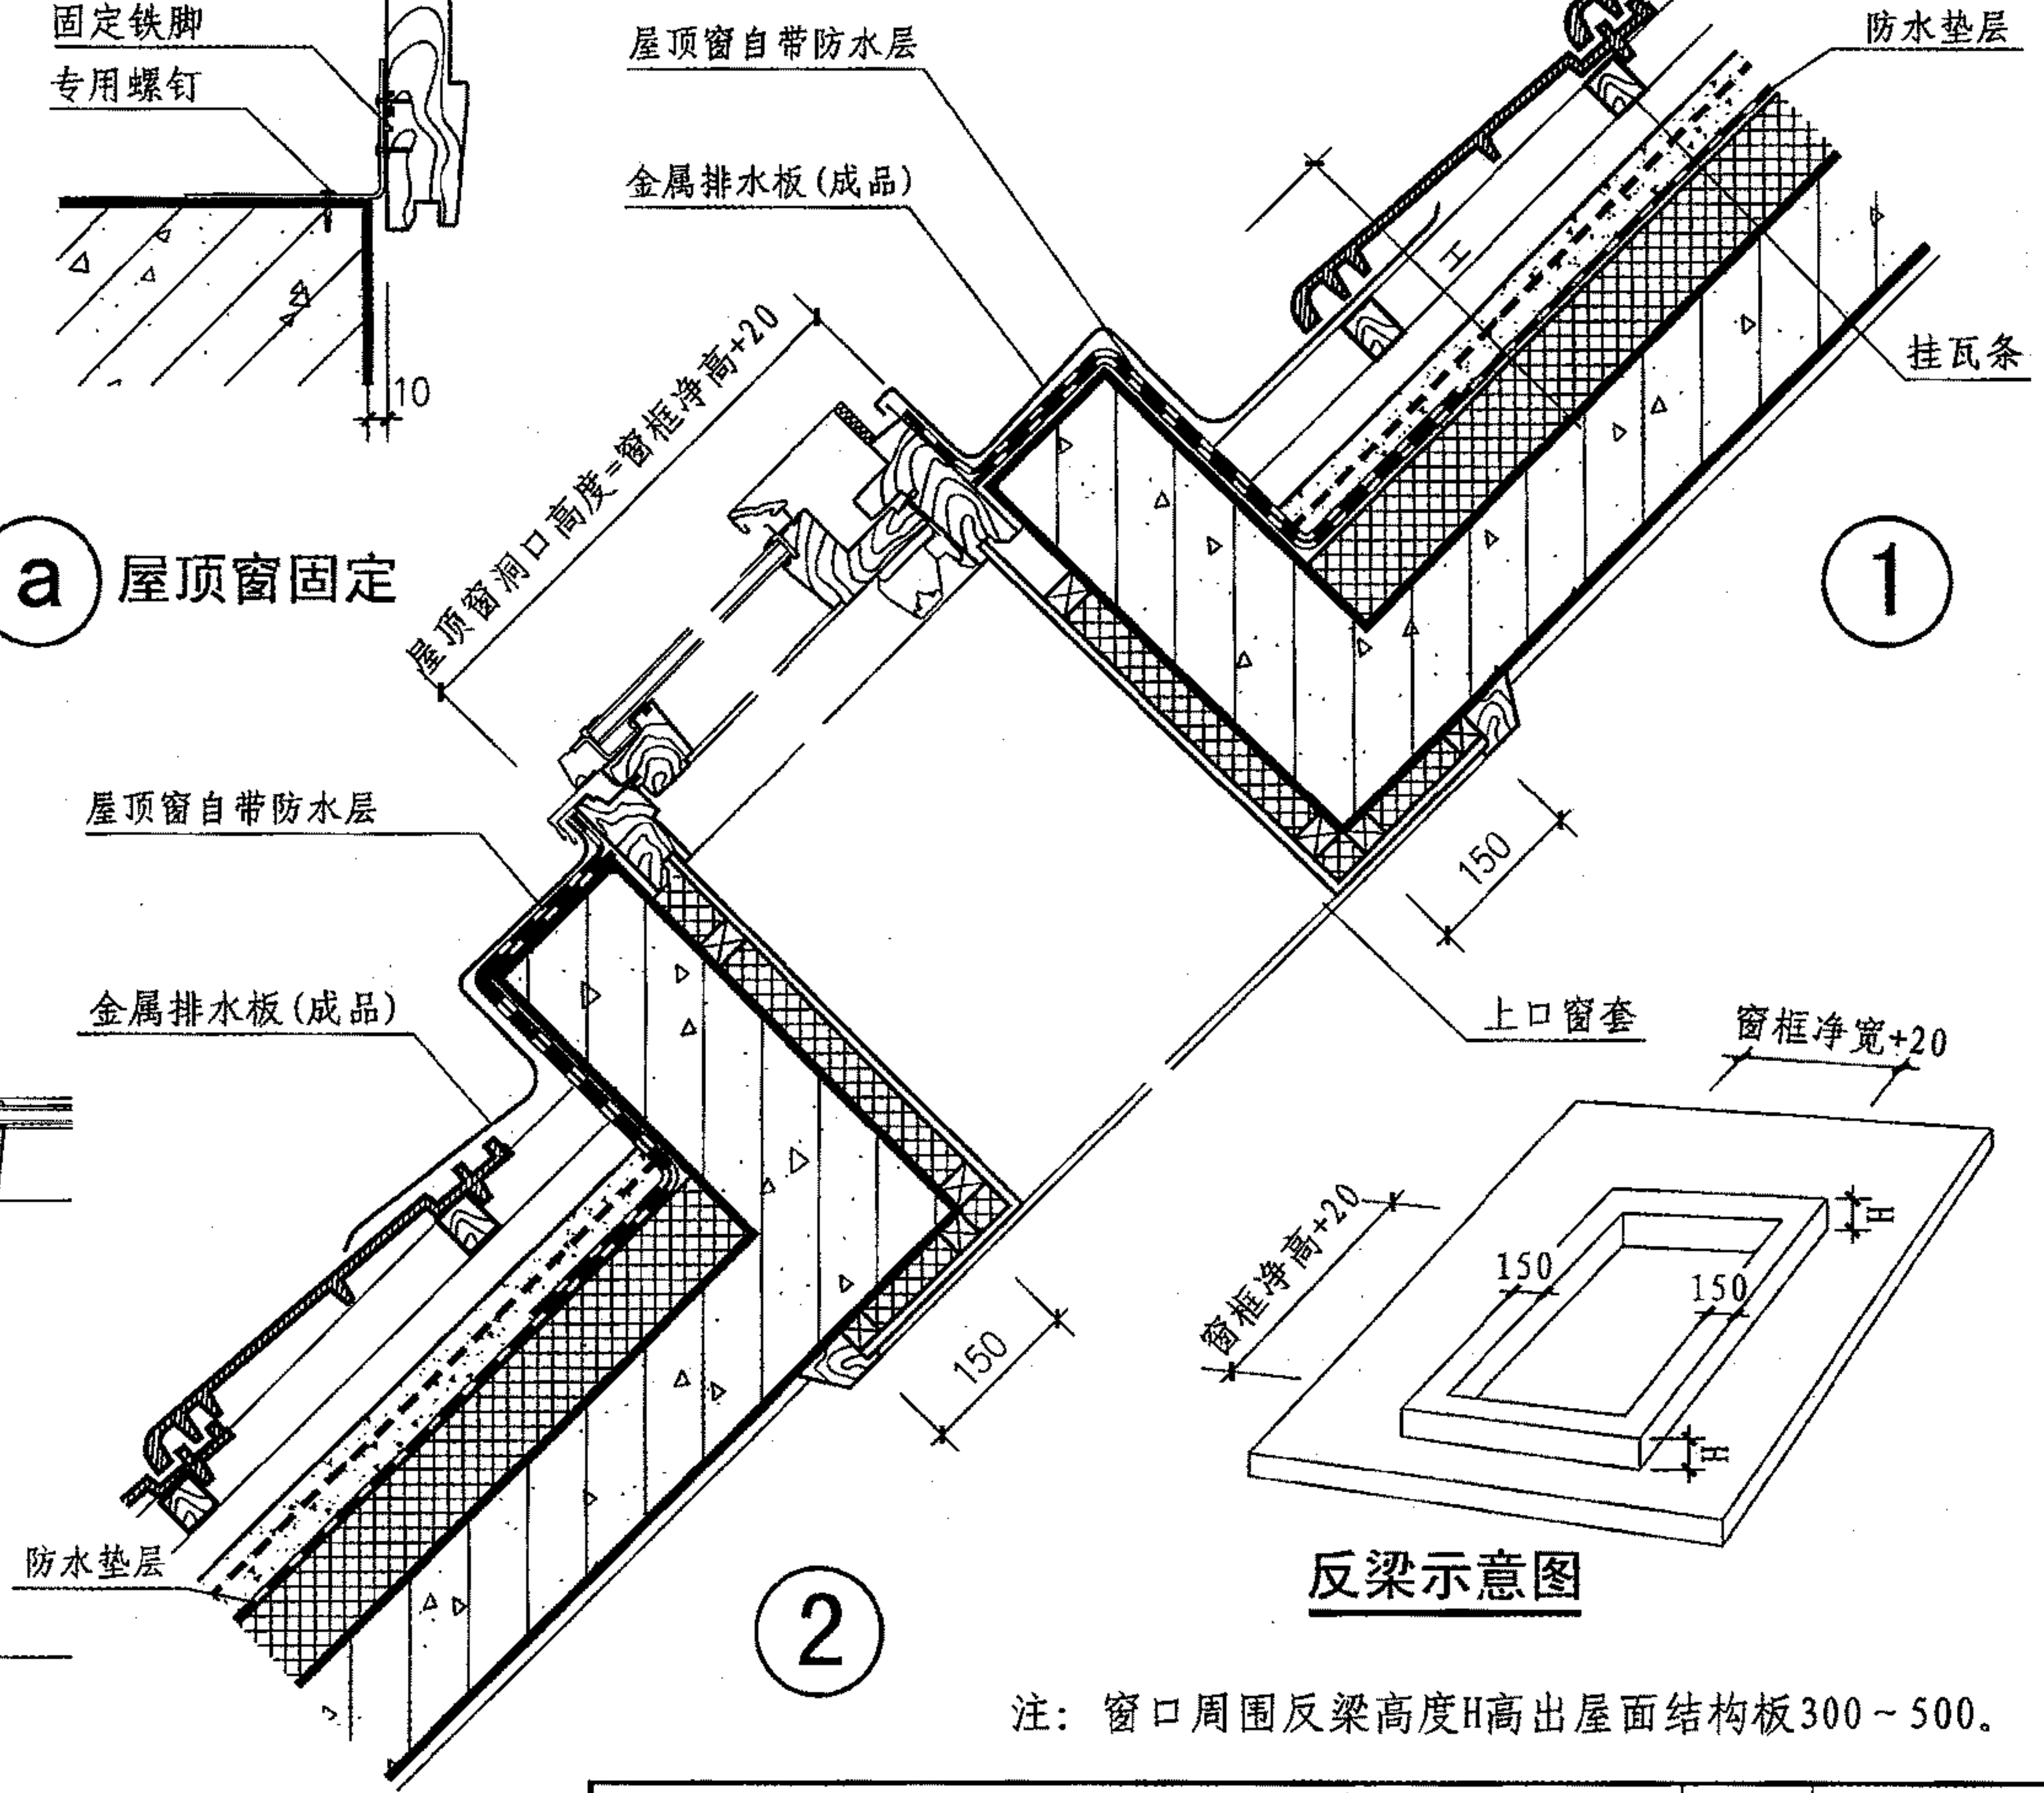 固定铁脚
专用螺钉
10
a 屋顶窗固定
屋顶窗自带防水层
金属排水板(成品)
防水垫层
H
挂瓦条
屋顶窗洞口高度=窗框净高+20
1
150
上口窗套
屋顶窗自带防水层
金属排水板(成品)
防水垫层
150
2
窗框净宽+20
窗框净高+20
150
150
H
H
反梁示意图
注: 窗口周围反梁高度H高出屋面结构板300~500。